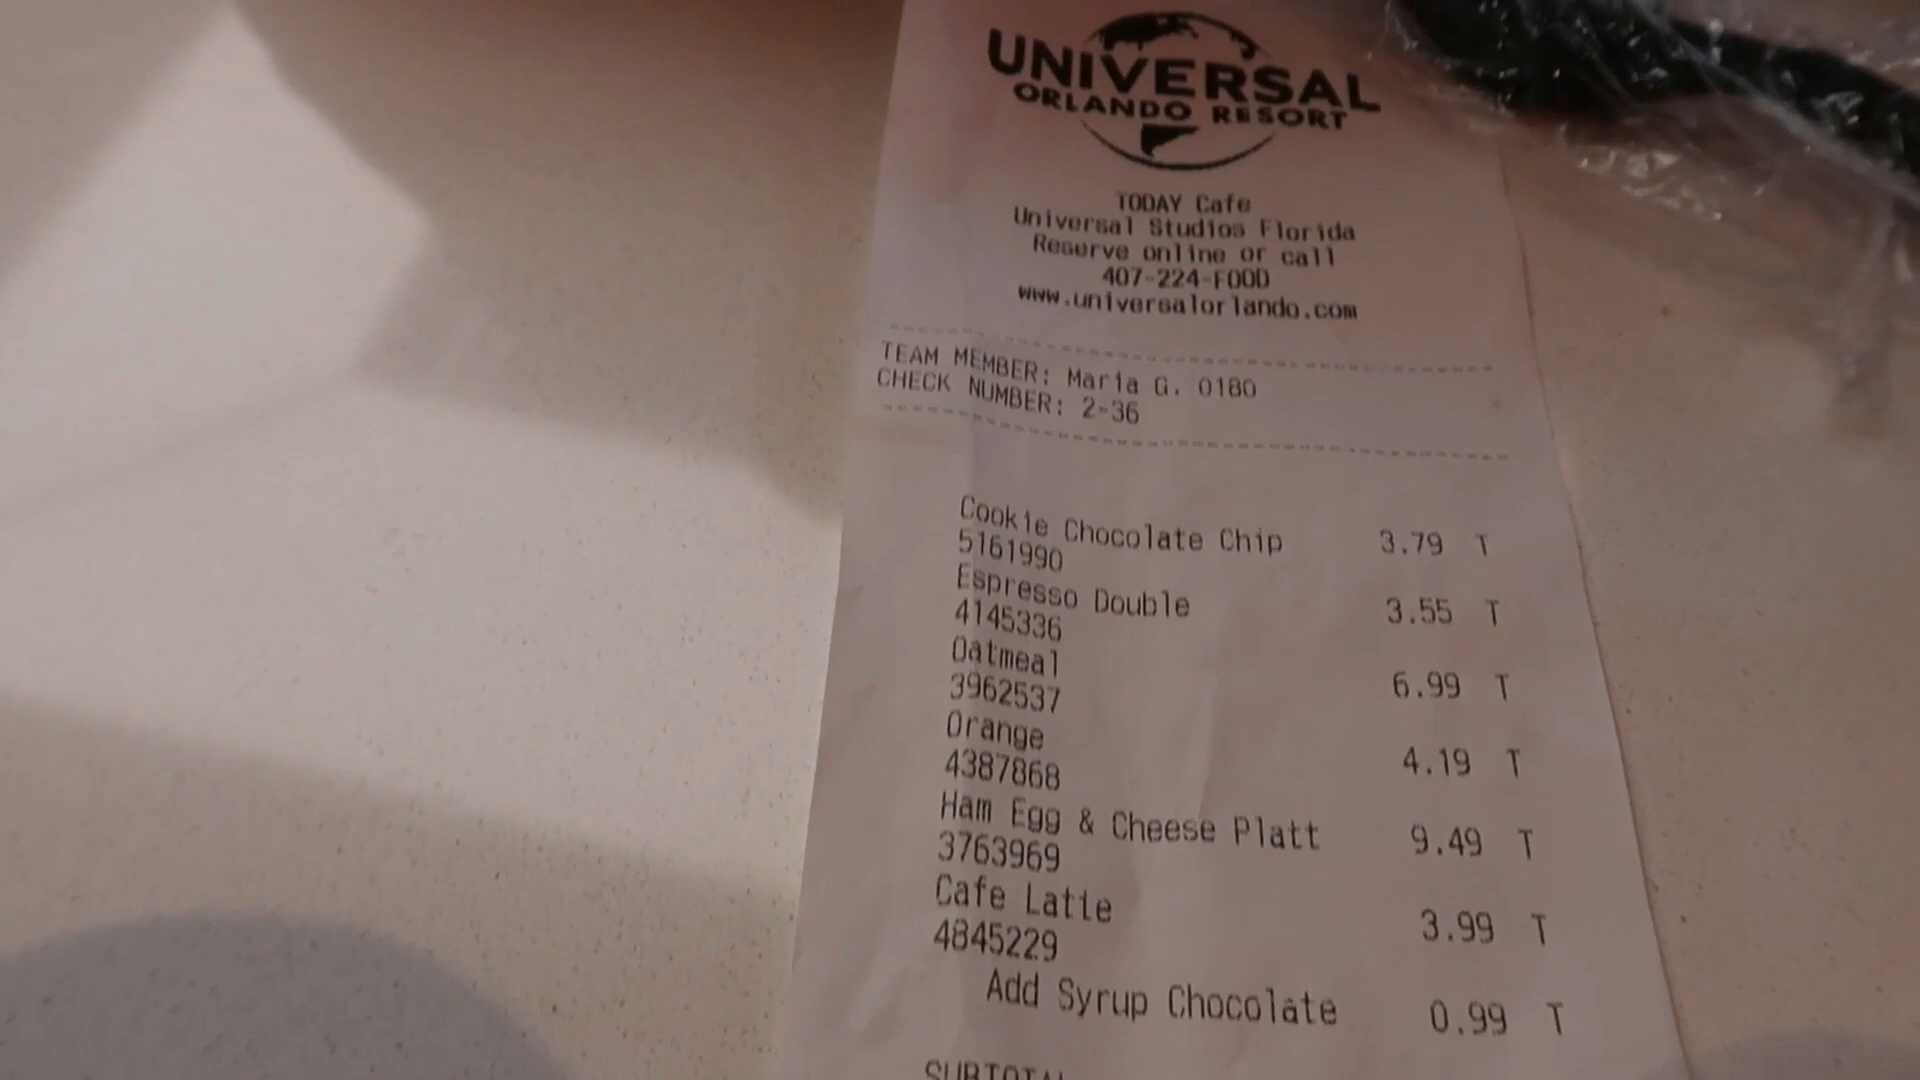 UNIVERSAL
ORLANDO RESORT
TODAY Cafe
Universal Studios Florida
Reserve online or call
407-224-FOOD
www.universalorlando.com
TEAM MEMBER: Maria G. 0180
CHECK NUMBER: 2-36
Cookie Chocolate Chip 3.79 T
5161990
Espresso Double 3.55 T
4145336
Oatmeal 6.99 T
3962537
Orange 4.19 T
4387868
Ham Egg & Cheese Platt 9.49 T
3763969
Cafe Latte 3.99 T
4845229
Add Syrup Chocolate 0.99 T
SUBTOTAL